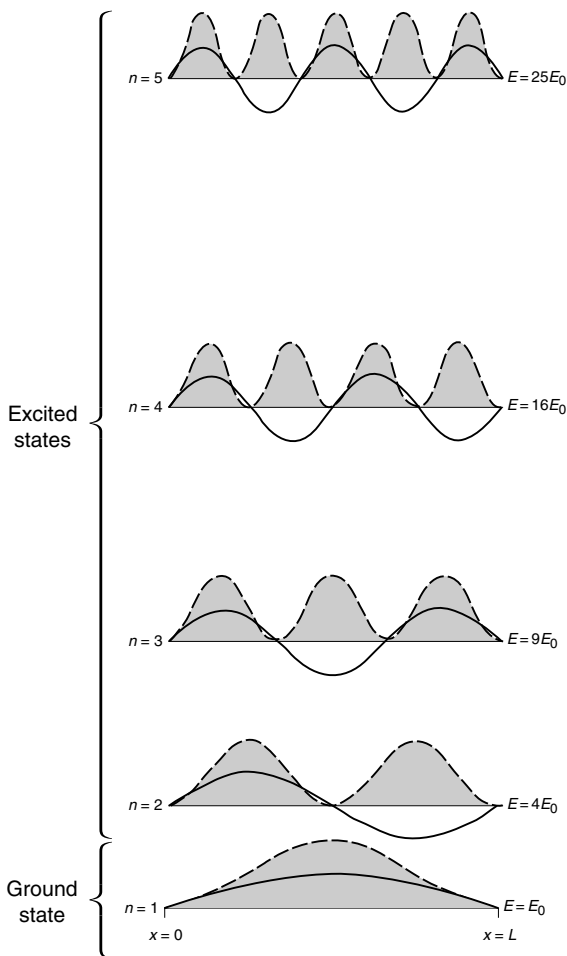 n = 5
E = 25E₀
Excited
states
n = 4
E = 16E₀
n = 3
E = 9E₀
n = 2
E = 4E₀
Ground
state
n = 1
E = E₀
x = 0
x = L